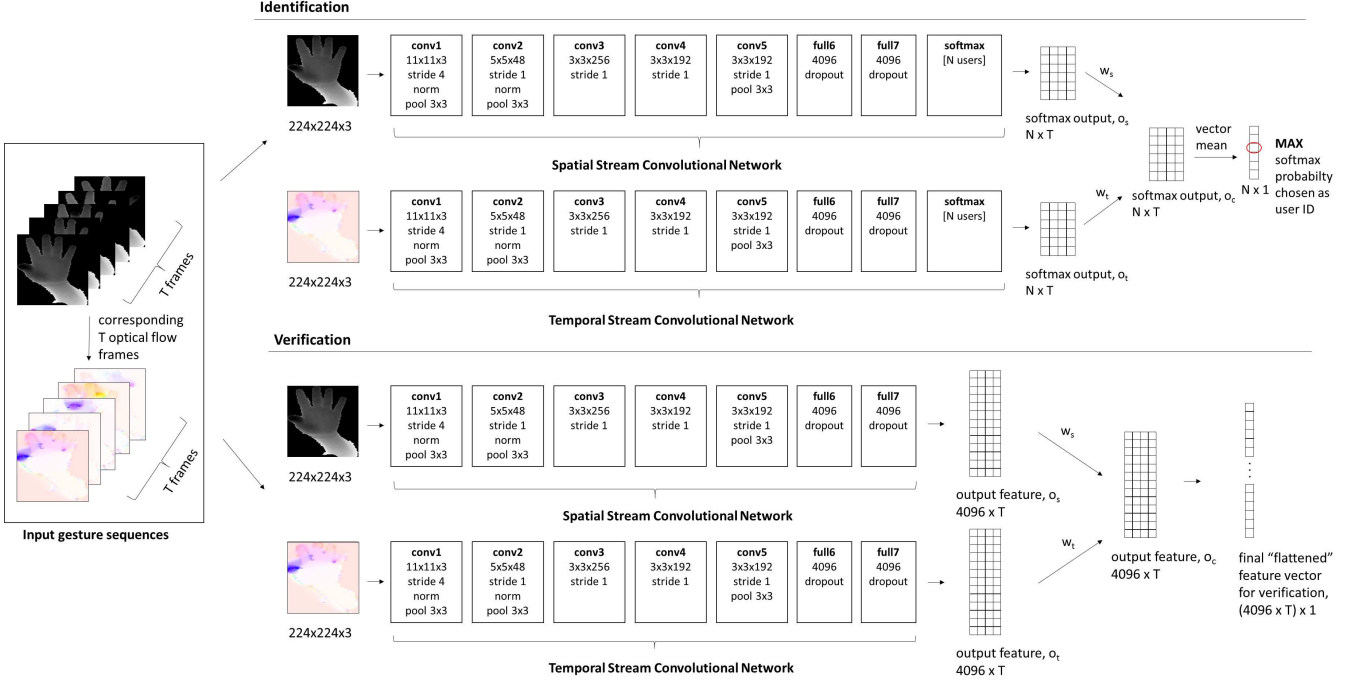 Identification
conv1
11x11x3
stride 4
norm
pool 3x3
conv2
5x5x48
stride 1
norm
pool 3x3
conv3
3x3x256
stride 1
conv4
3x3x192
stride 1
conv5
3x3x192
stride 1
pool 3x3
full6
4096
dropout
full7
4096
dropout
softmax
[N users]
224x224x3
Spatial Stream Convolutional Network
softmax output, os
N x T
ws
conv1
11x11x3
stride 4
norm
pool 3x3
conv2
5x5x48
stride 1
norm
pool 3x3
conv3
3x3x256
stride 1
conv4
3x3x192
stride 1
conv5
3x3x192
stride 1
pool 3x3
full6
4096
dropout
full7
4096
dropout
softmax
[N users]
224x224x3
Temporal Stream Convolutional Network
softmax output, ot
N x T
wt
softmax output, oc
N x T
vector
mean
N x 1
MAX
softmax
probabilty
chosen as
user ID
T frames
corresponding
T optical flow
frames
T frames
Input gesture sequences
Verification
conv1
11x11x3
stride 4
norm
pool 3x3
conv2
5x5x48
stride 1
norm
pool 3x3
conv3
3x3x256
stride 1
conv4
3x3x192
stride 1
conv5
3x3x192
stride 1
pool 3x3
full6
4096
dropout
full7
4096
dropout
224x224x3
Spatial Stream Convolutional Network
output feature, os
4096 x T
ws
conv1
11x11x3
stride 4
norm
pool 3x3
conv2
5x5x48
stride 1
norm
pool 3x3
conv3
3x3x256
stride 1
conv4
3x3x192
stride 1
conv5
3x3x192
stride 1
pool 3x3
full6
4096
dropout
full7
4096
dropout
224x224x3
Temporal Stream Convolutional Network
output feature, ot
4096 x T
wt
output feature, oc
4096 x T
final “flattened”
feature vector
for verification,
(4096 x T) x 1